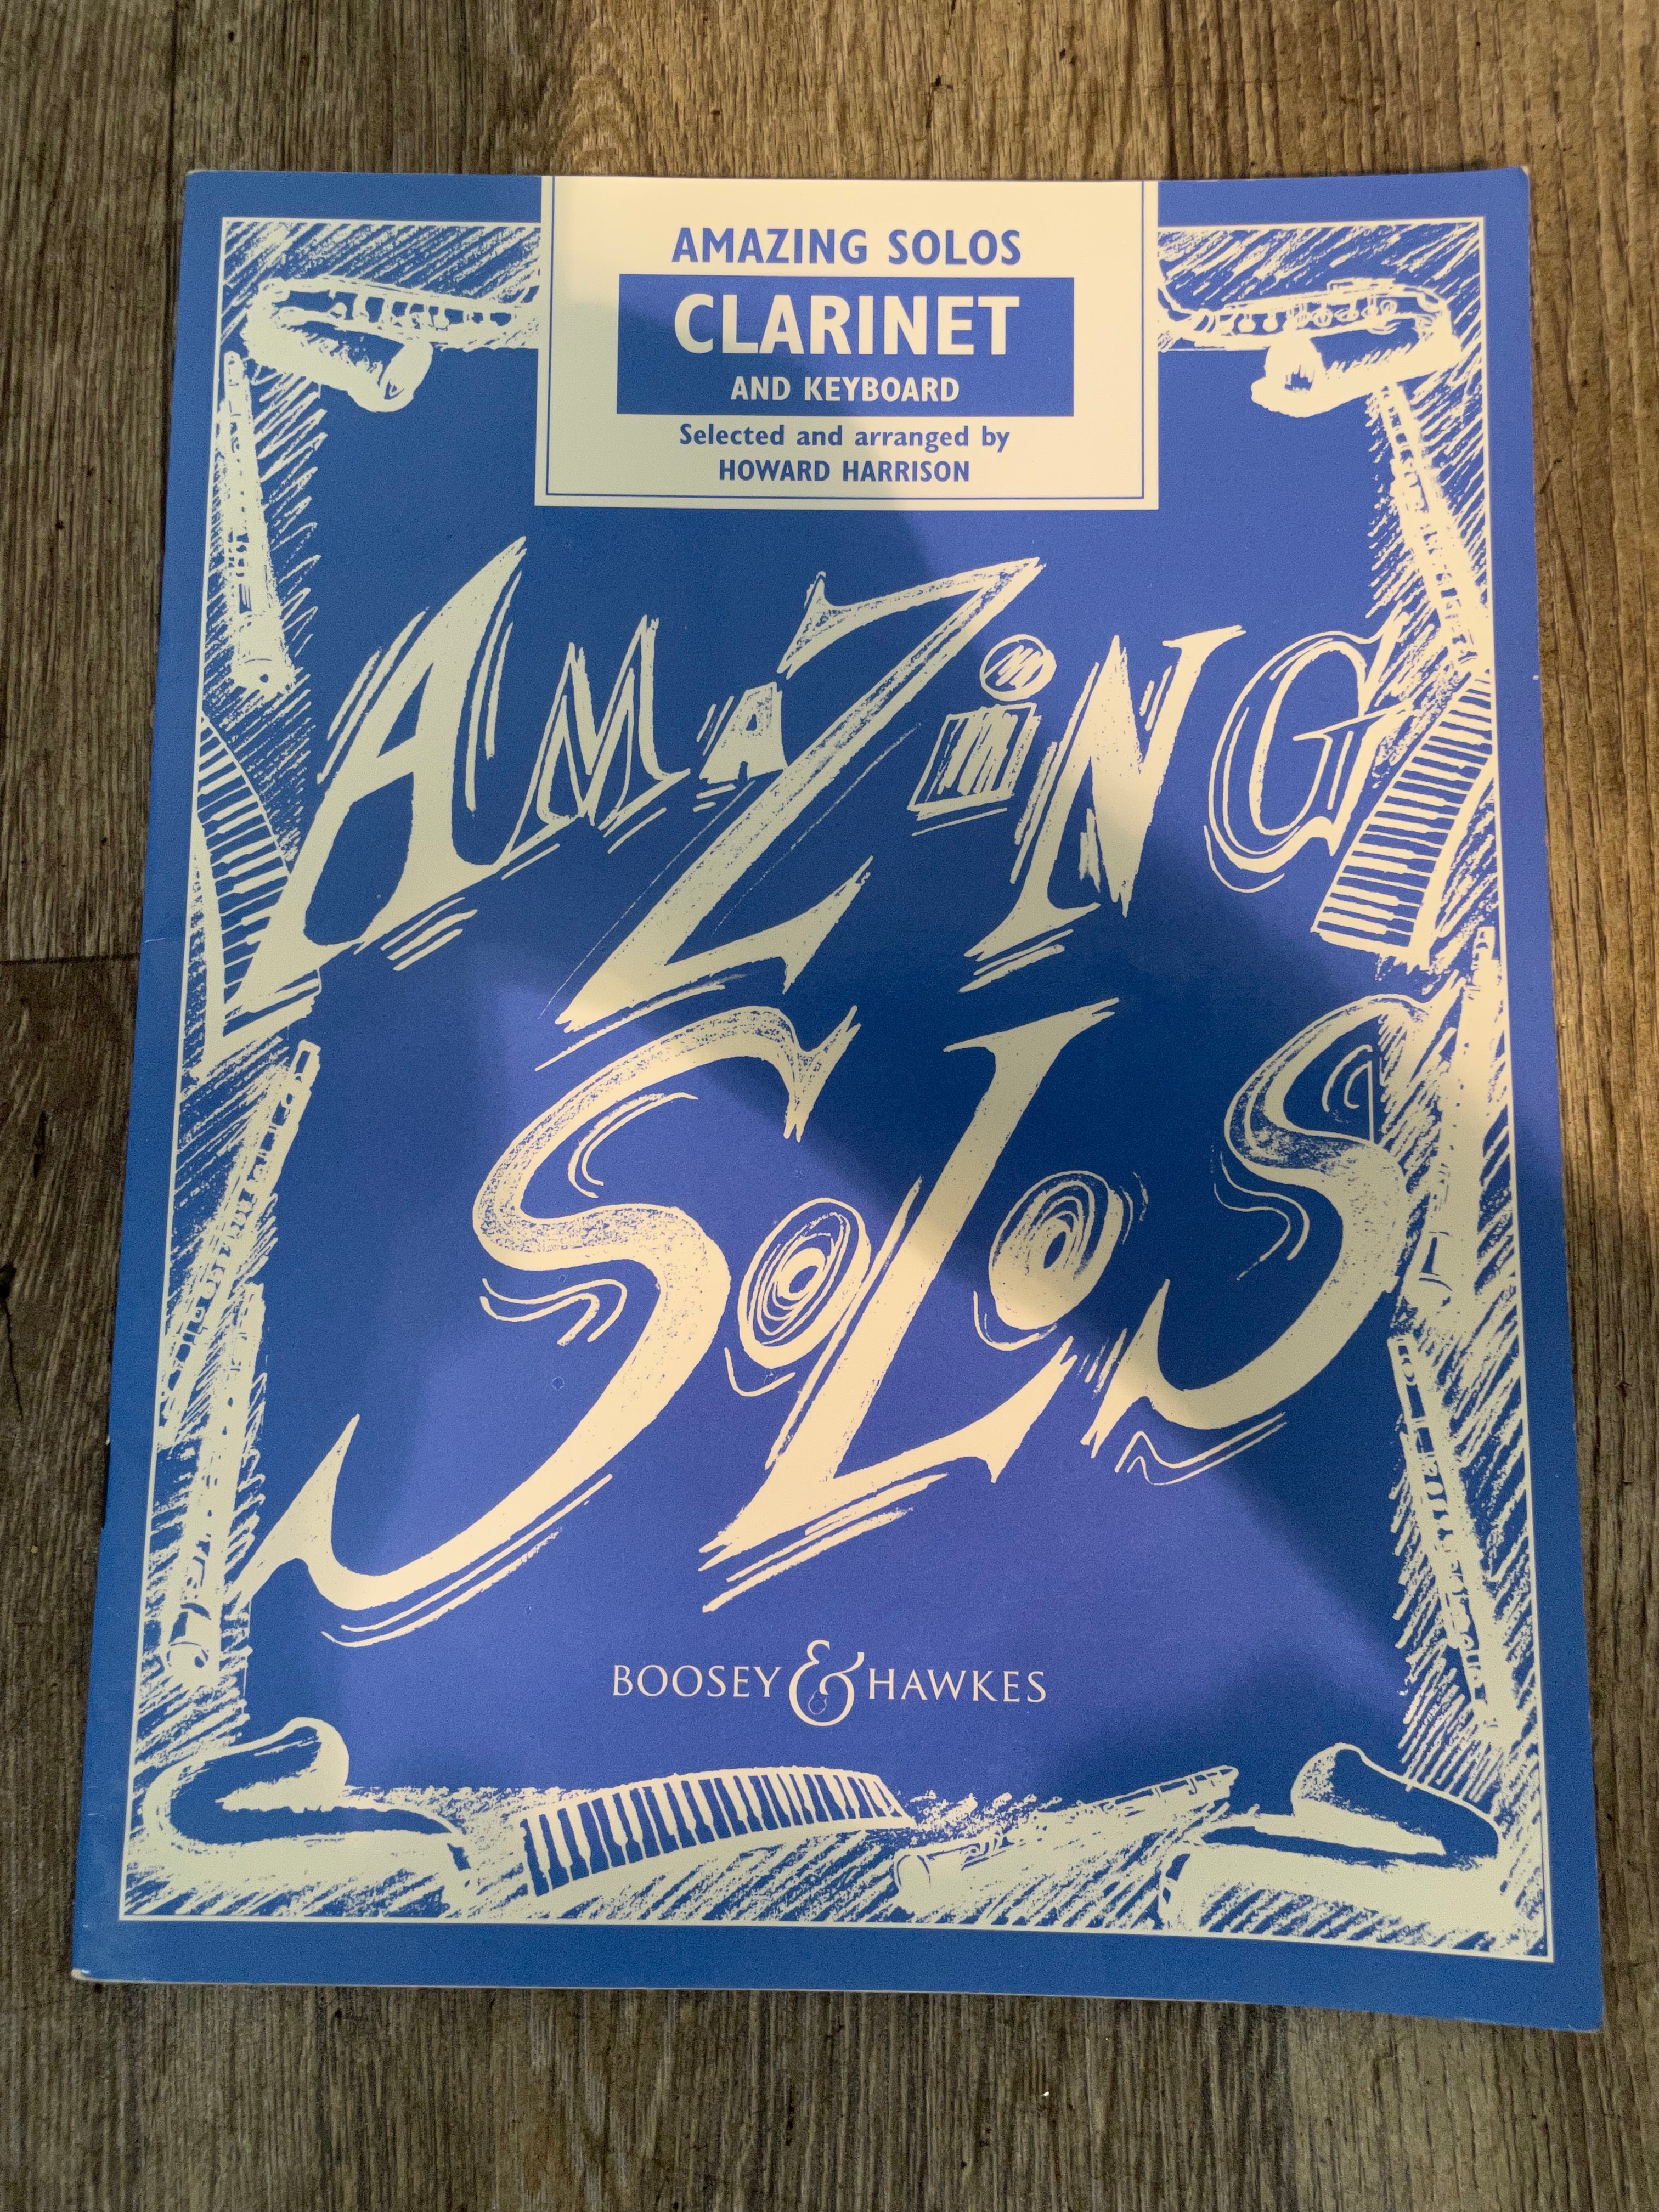 AMAZING SOLOS
CLARINET
AND KEYBOARD
Selected and arranged by
HOWARD HARRISON
AMAZiNG
SoLoS
BOOSEY & HAWKES